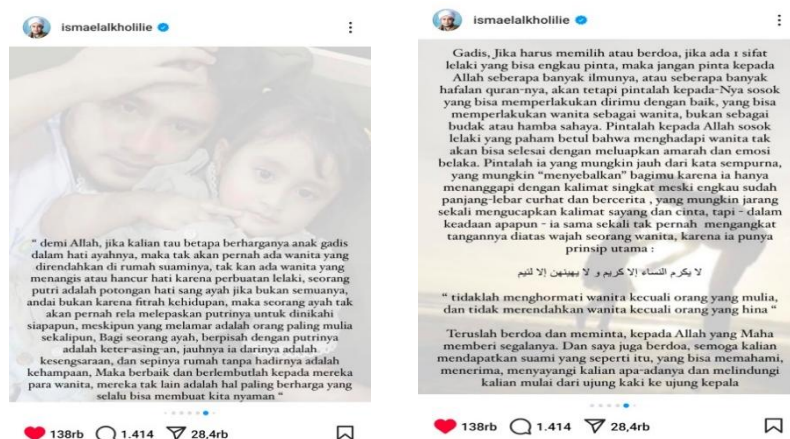 ismaelalkholilie
“ demi Allah, jika kalian tau betapa berharganya anak gadis
dalam hati ayahnya, maka tak akan pernah ada wanita yang
direndahkan di rumah suaminya, tak kan ada wanita yang
menangis atau hancur hati karena perbuatan lelaki, seorang
putri adalah potongan hati sang ayah jika bukan semuanya,
andai bukan karena fitrah kehidupan, maka seorang ayah tak
akan pernah rela melepaskan putrinya untuk dinikahi
siapapun, meskipun yang melamar adalah orang paling mulia
sekalipun, Bagi seorang ayah, berpisah dengan putrinya
adalah keter-asing-an, jauhnya ia darinya adalah
kesengsaraan, dan sepinya rumah tanpa hadirnya adalah
kehampaan, Maka berbaik dan berlembutlah kepada mereka
para wanita, mereka tak lain adalah hal paling berharga yang
selalu bisa membuat kita nyaman “
138rb 1.414 28,4rb
ismaelalkholilie
Gadis, Jika harus memilih atau berdoa, jika ada 1 sifat
lelaki yang bisa engkau pinta, maka jangan pinta kepada
Allah seberapa banyak ilmunya, atau seberapa banyak
hafalan quran-nya, akan tetapi pintalah kepada-Nya sosok
yang bisa memperlakukan dirimu dengan baik, yang bisa
memperlakukan wanita sebagai wanita, bukan sebagai
budak atau hamba sahaya. Pintalah kepada Allah sosok
lelaki yang paham betul bahwa menghadapi wanita tak
akan bisa selesai dengan meluapkan amarah dan emosi
belaka. Pintalah ia yang mungkin jauh dari kata sempurna,
yang mungkin “menyebalkan” bagimu karena ia hanya
menanggapi dengan kalimat singkat meski engkau sudah
panjang-lebar curhat dan bercerita , yang mungkin jarang
sekali mengucapkan kalimat sayang dan cinta, tapi - dalam
keadaan apapun - ia sama sekali tak pernah mengangkat
tangannya diatas wajah seorang wanita, karena ia punya
prinsip utama :
لا يكرم النساء إلا كريم و لا يهينهن إلا لئيم
“ tidaklah menghormati wanita kecuali orang yang mulia,
dan tidak merendahkan wanita kecuali orang yang hina “
Teruslah berdoa dan meminta, kepada Allah yang Maha
memberi segalanya. Dan saya juga berdoa, semoga kalian
mendapatkan suami yang seperti itu, yang bisa memahami,
menerima, menyayangi kalian apa-adanya dan melindungi
kalian mulai dari ujung kaki ke ujung kepala
138rb 1.414 28,4rb